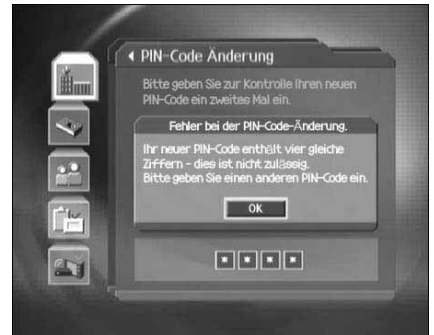 PIN-Code Änderung
Bitte geben Sie zur Kontrolle Ihren neuen
PIN-Code ein zweites Mal ein.
Fehler bei der PIN-Code-Änderung.
Ihr neuer PIN-Code enthält vier gleiche
Ziffern - dies ist nicht zulässig.
Bitte geben Sie einen anderen PIN-Code ein.
OK
* * * *